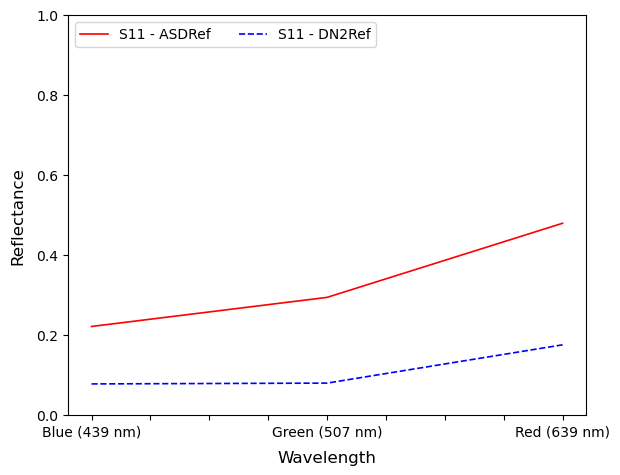 1.0
S11 - ASDRef
S11 - DN2Ref
0.8
0.6
Reflectance
0.4
0.2
0.0
Blue (439 nm)
Green (507 nm)
Red (639 nm)
Wavelength